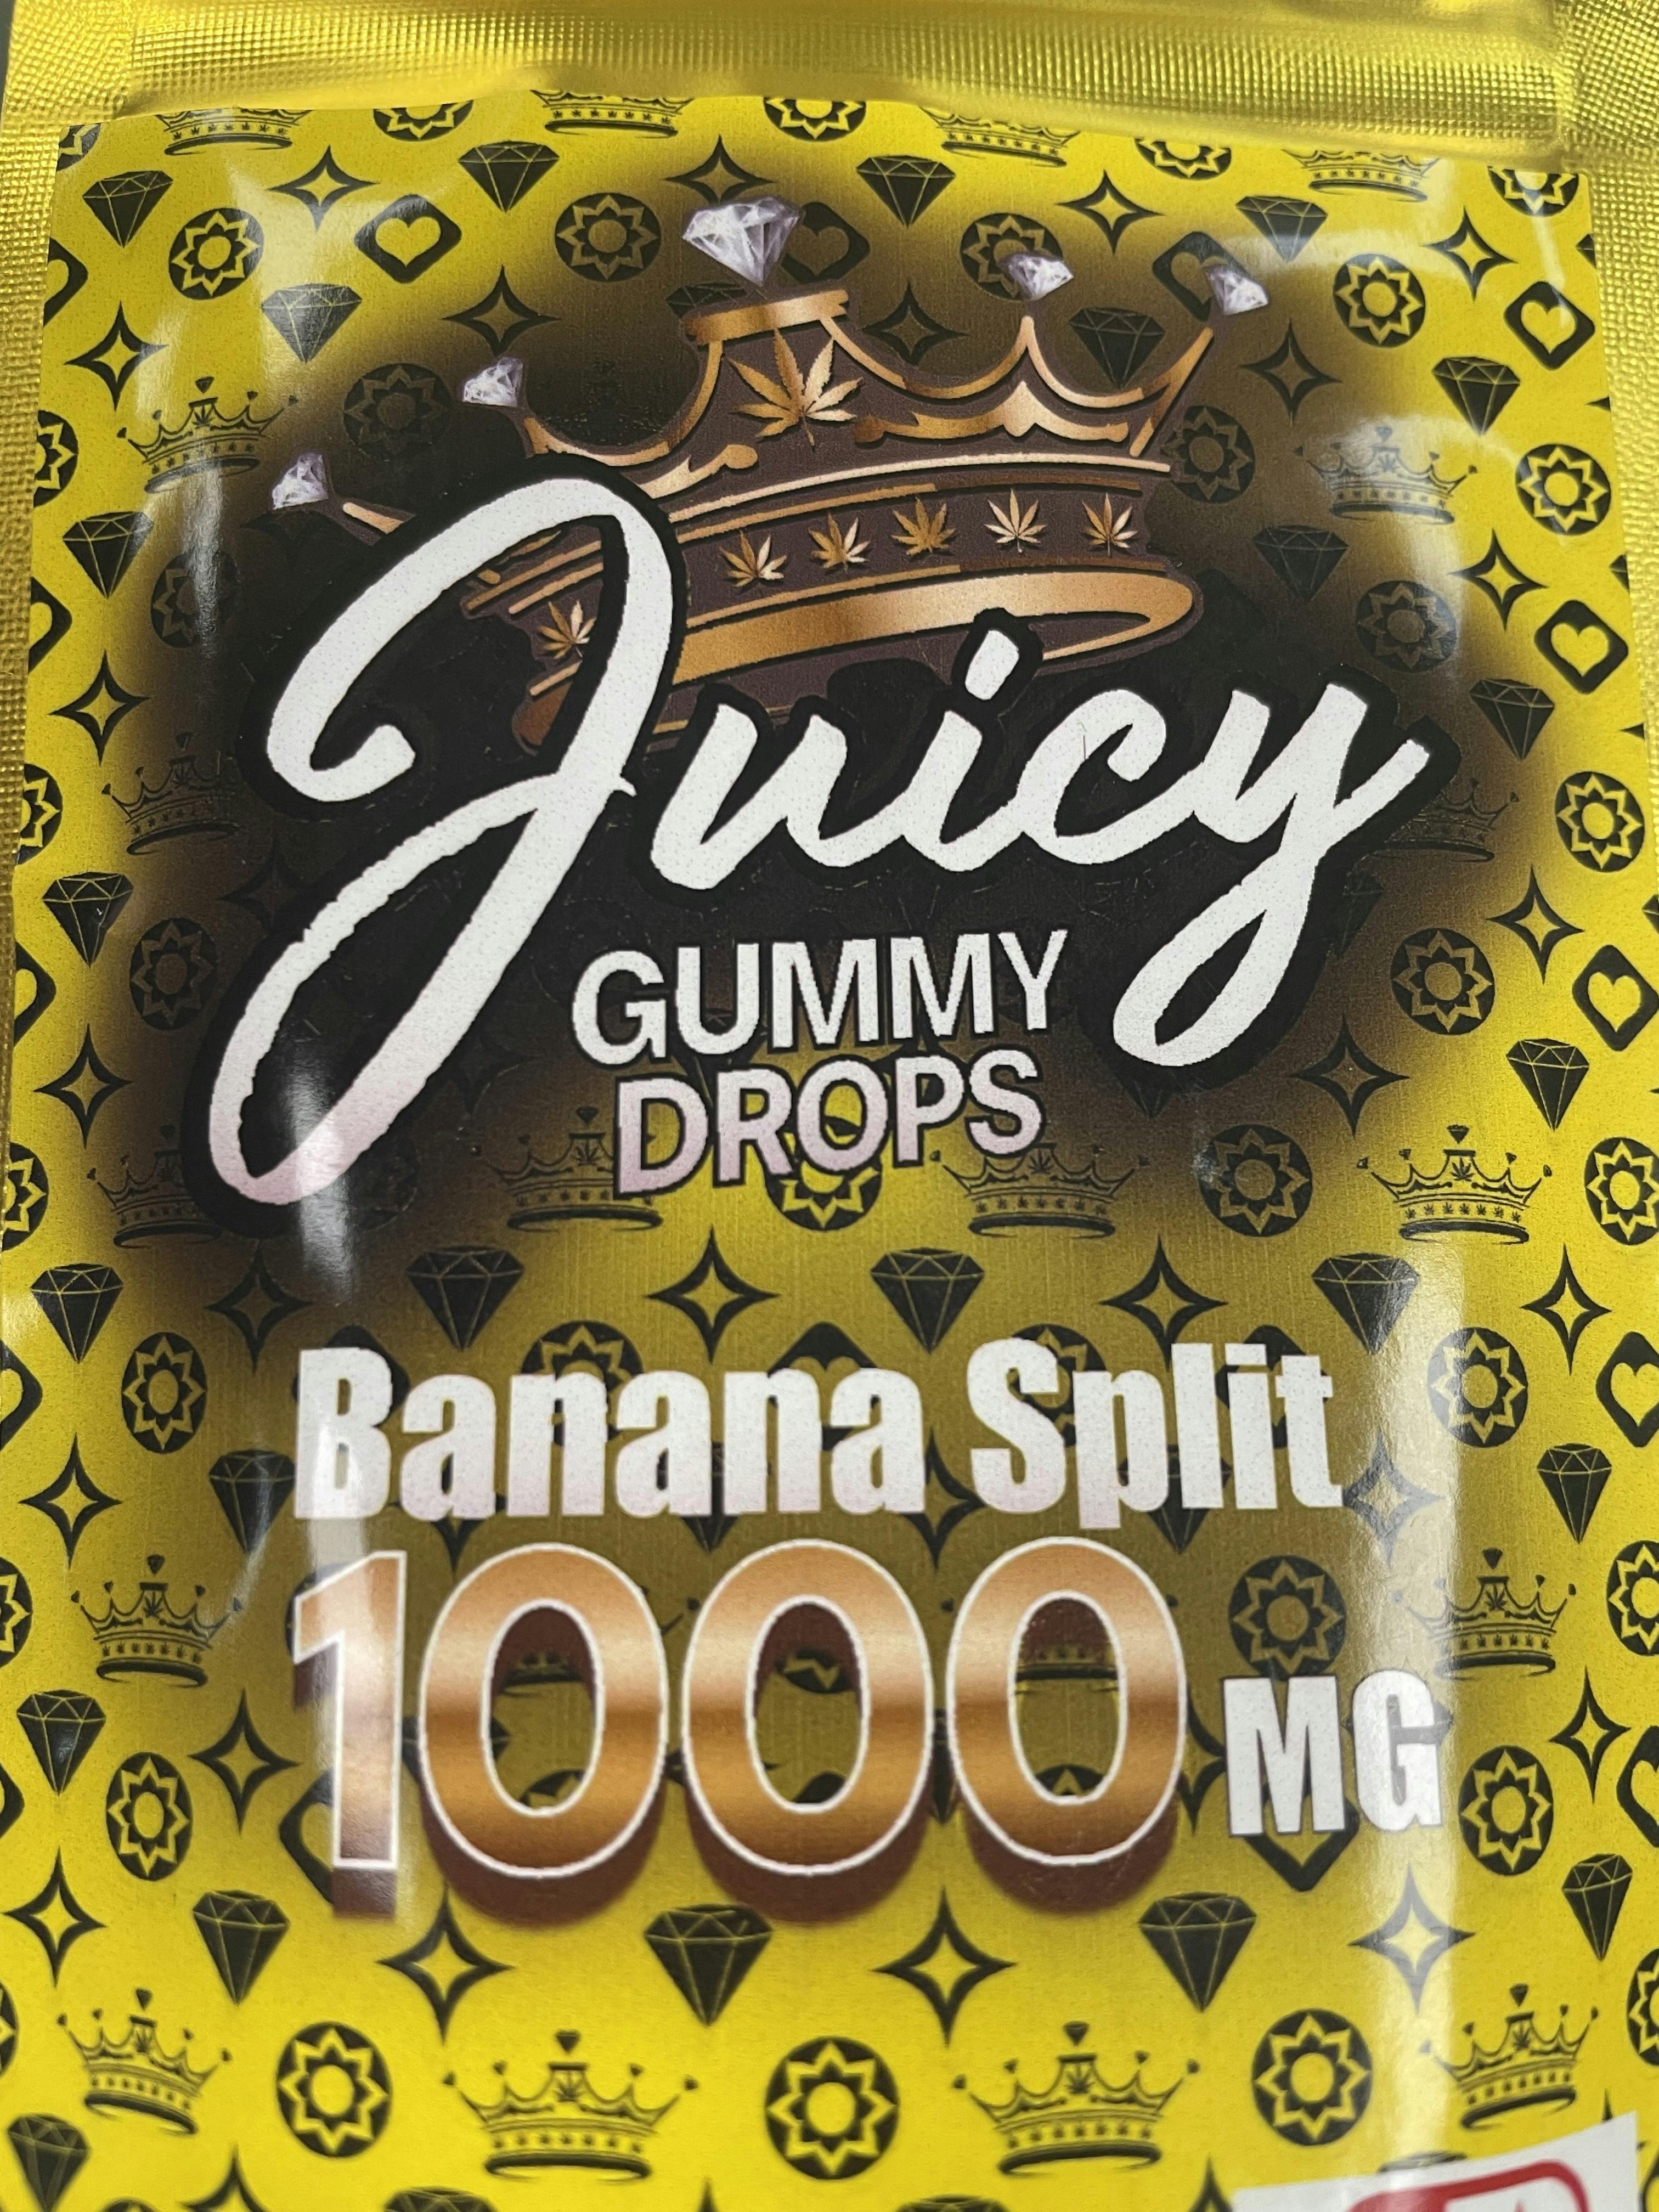 Juicy
GUMMY
DROPS
Banana Split
1000 MG